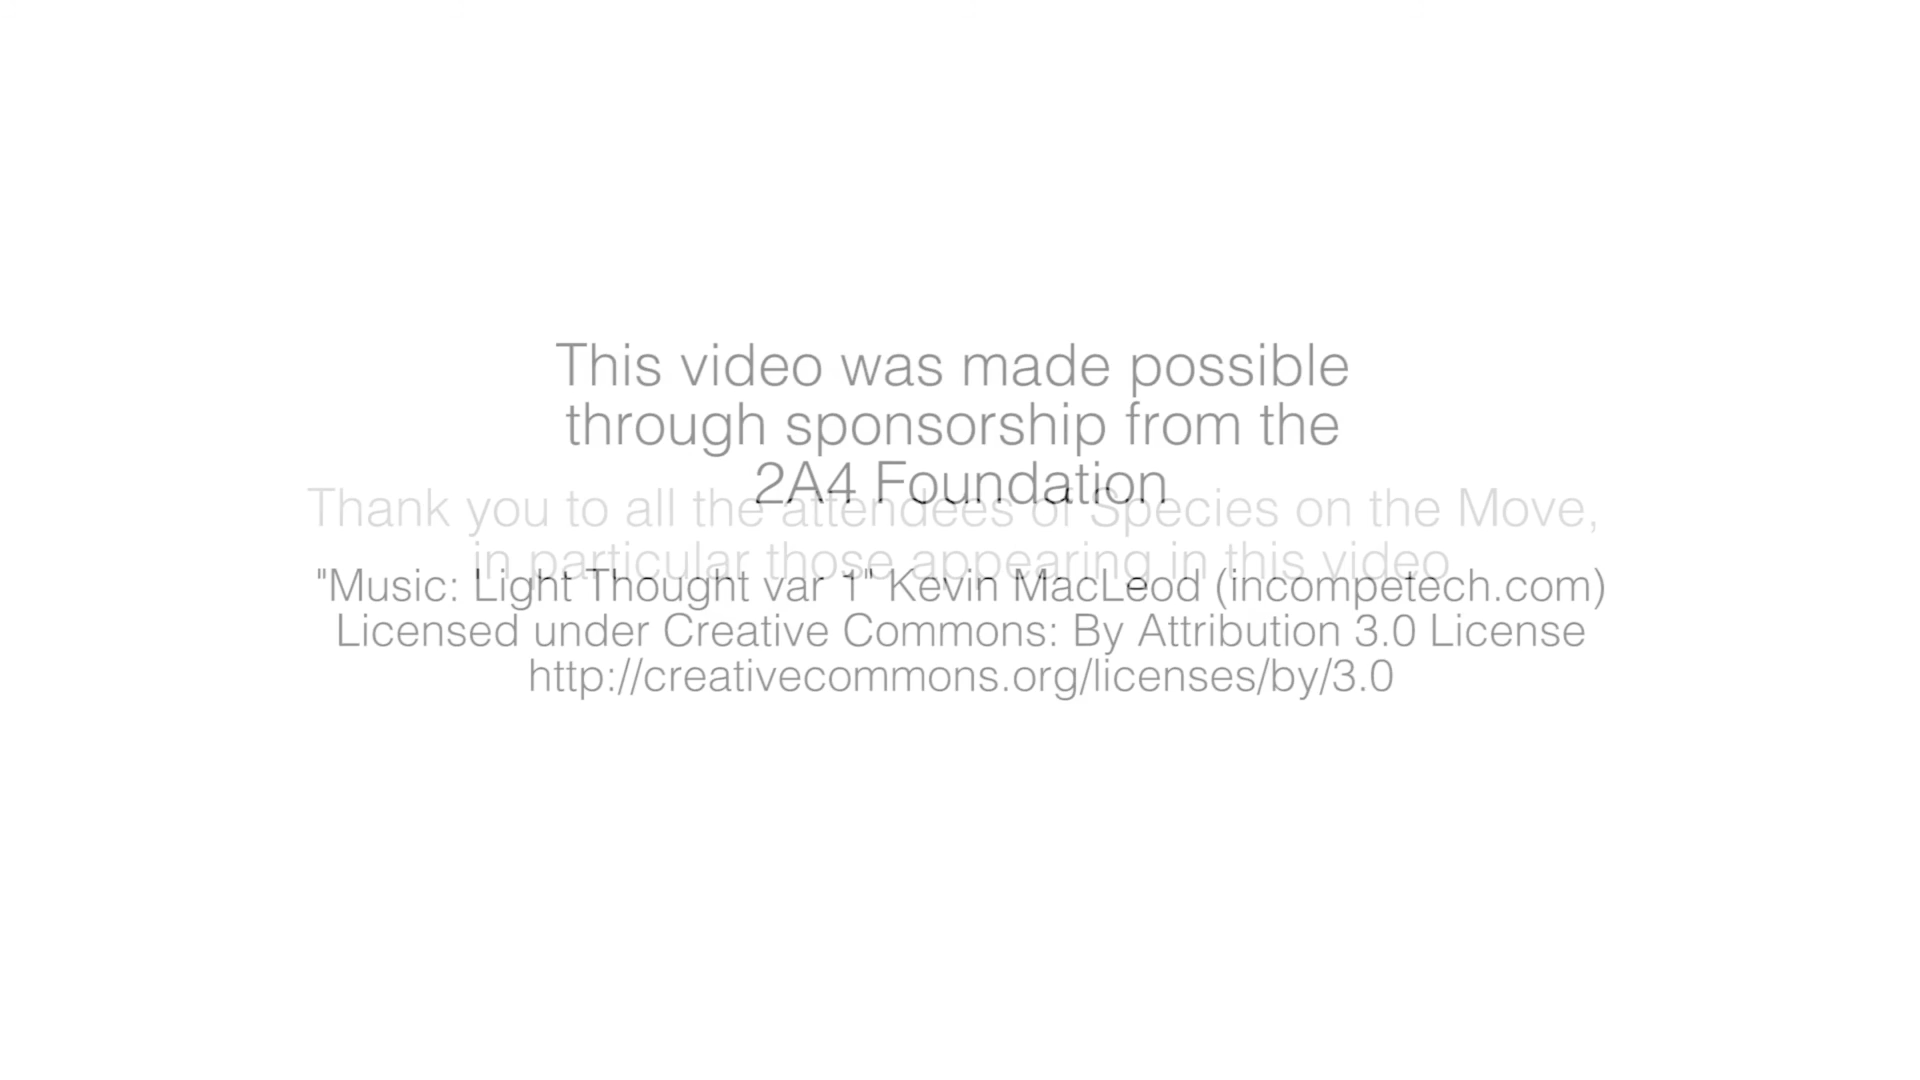 This video was made possible
through sponsorship from the
2A4 Foundation
Thank you to all the attendees of Species on the Move,
in particular those appearing in this video
"Music: Light Thought var 1" Kevin MacLeod (incompetech.com)
Licensed under Creative Commons: By Attribution 3.0 License
http://creativecommons.org/licenses/by/3.0